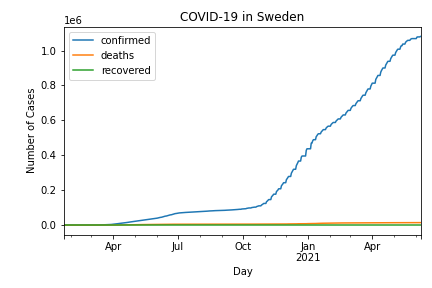 COVID-19 in Sweden
1e6
confirmed
deaths
recovered
Number of Cases
1.0
0.8
0.6
0.4
0.2
0.0
Apr Jul Oct Jan Apr
2021
Day